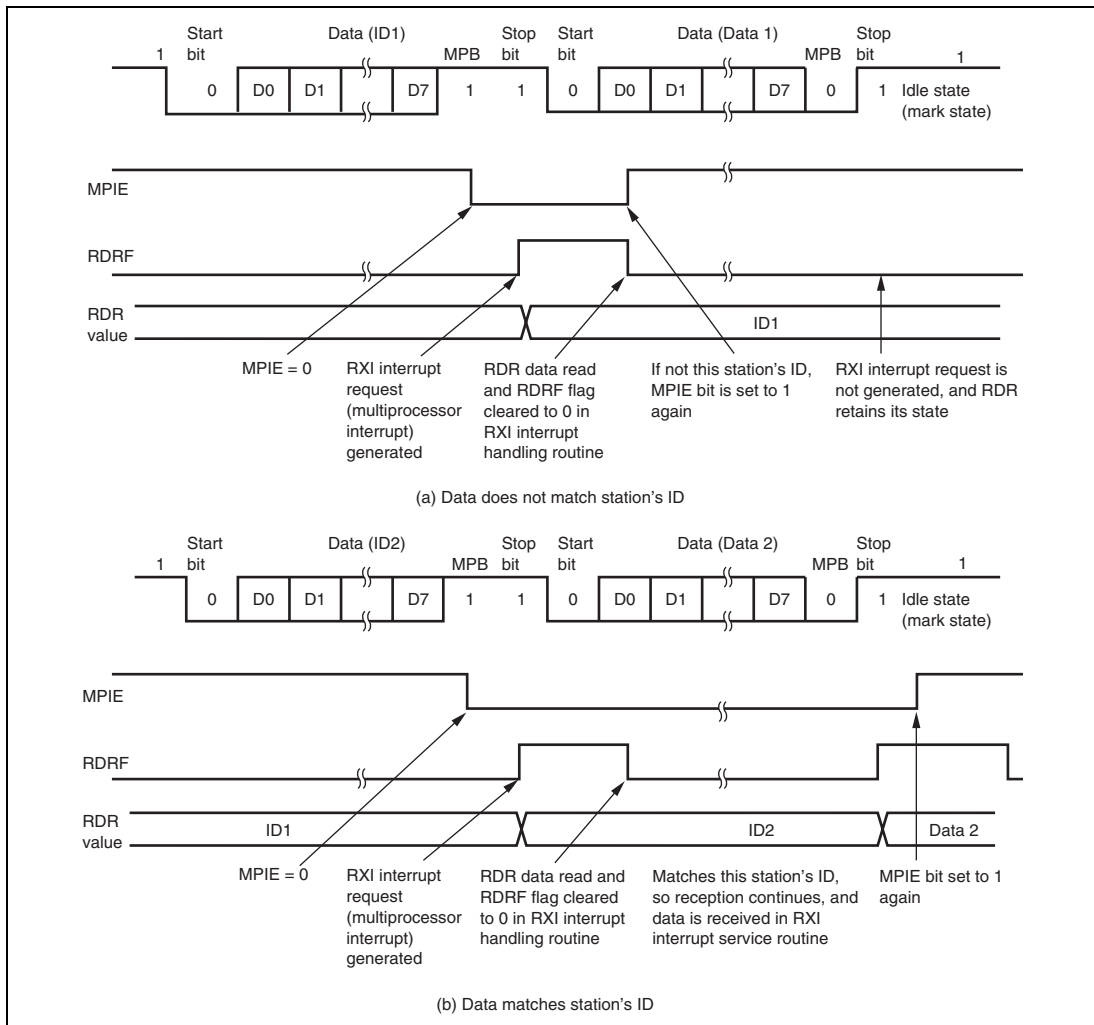 Start Data (ID1) Stop Start Data (Data 1) Stop
1 bit MPB bit bit MPB bit 1
0 D0 D1 D7 1 1 0 D0 D1 D7 0 1 Idle state
(mark state)
MPIE
RDRF
RDR
value
ID1
MPIE = 0
RXI interrupt
request
(multiprocessor
interrupt)
generated
RDR data read
and RDRF flag
cleared to 0 in
RXI interrupt
handling routine
If not this station's ID,
MPIE bit is set to 1
again
RXI interrupt request is
not generated, and RDR
retains its state
(a) Data does not match station's ID
Start Data (ID2) Stop Start Data (Data 2) Stop
1 bit MPB bit bit MPB bit 1
0 D0 D1 D7 1 1 0 D0 D1 D7 0 1 Idle state
(mark state)
MPIE
RDRF
RDR
value
ID1 ID2 Data 2
MPIE = 0
RXI interrupt
request
(multiprocessor
interrupt)
generated
RDR data read and
RDRF flag cleared
to 0 in RXI interrupt
handling routine
Matches this station's ID,
so reception continues, and
data is received in RXI
interrupt service routine
MPIE bit set to 1
again
(b) Data matches station's ID